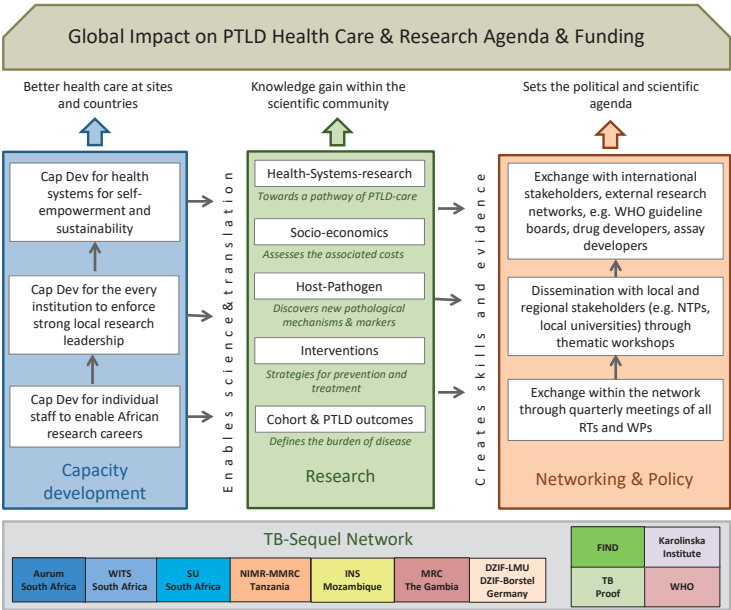 Global Impact on PTLD Health Care & Research Agenda & Funding
Better health care at sites
and countries
Knowledge gain within the
scientific community
Sets the political and scientific
agenda
Cap Dev for health
systems for self-
empowerment and
sustainability
Cap Dev for the every
institution to enforce
strong local research
leadership
Cap Dev for individual
staff to enable African
research careers
Capacity
development
Enables science&translation
Health-Systems-research
Towards a pathway of PTLD-care
Socio-economics
Assesses the associated costs
Host-Pathogen
Discovers new pathological
mechanisms & markers
Interventions
Strategies for prevention and
treatment
Cohort & PTLD outcomes
Defines the burden of disease
Research
Creates skills and evidence
Exchange with international
stakeholders, external research
networks, e.g. WHO guideline
boards, drug developers, assay
developers
Dissemination with local and
regional stakeholders (e.g. NTPs,
local universities) through
thematic workshops
Exchange within the network
through quarterly meetings of all
RTs and WPs
Networking & Policy
TB-Sequel Network
Aurum
South Africa
WITS
South Africa
SU
South Africa
NIMR-MMRC
Tanzania
INS
Mozambique
MRC
The Gambia
DZIF-LMU
DZIF-Borstel
Germany
FIND
Karolinska
Institute
TB
Proof
WHO